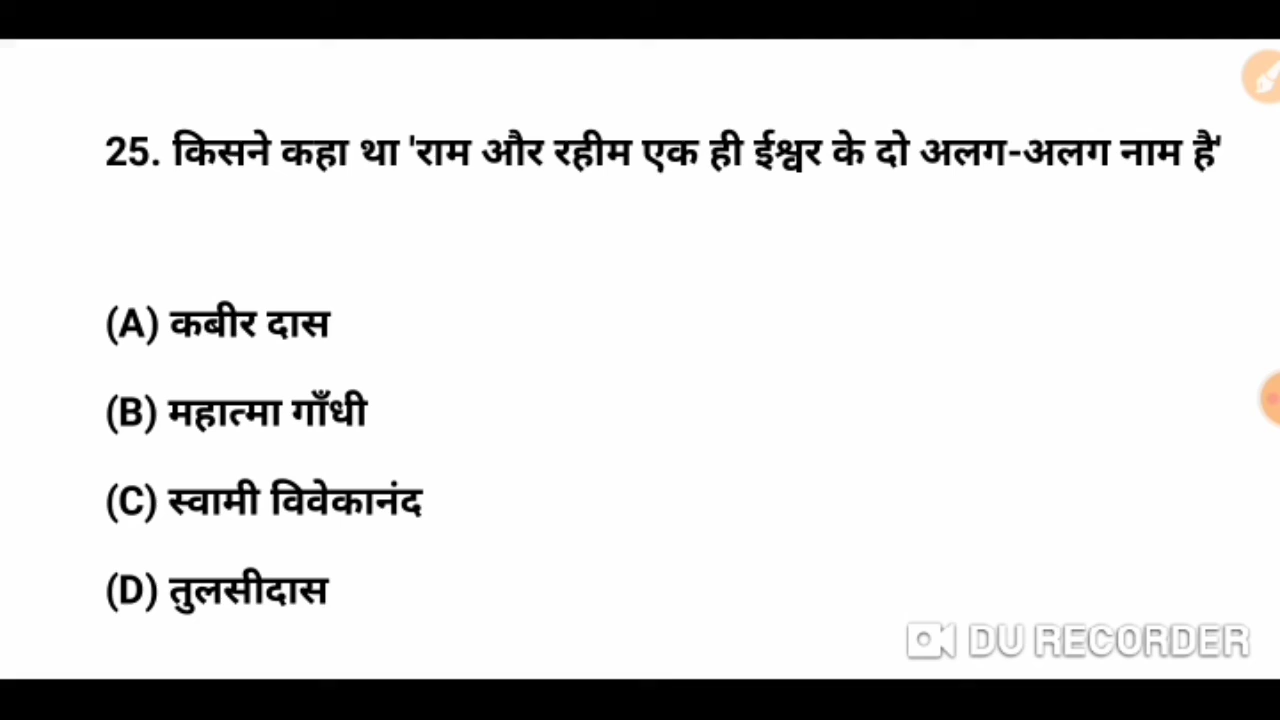 25. किसने कहा था 'राम और रहीम एक ही ईश्वर के दो अलग-अलग नाम है'
(A) कबीर दास
(B) महात्मा गाँधी
(C) स्वामी विवेकानंद
(D) तुलसीदास
DU RECORDER